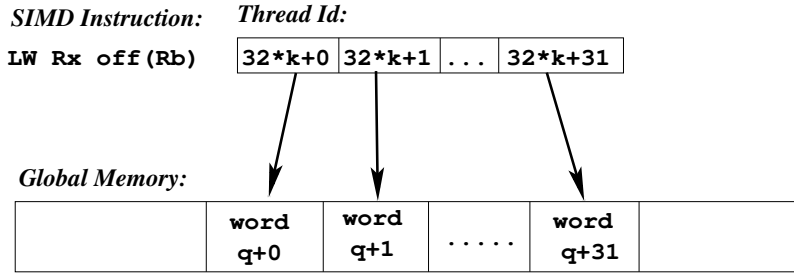 SIMD Instruction: Thread Id:
LW Rx off(Rb) 32*k+0 32*k+1 ... 32*k+31
Global Memory:
word word ..... word
q+0 q+1 q+31